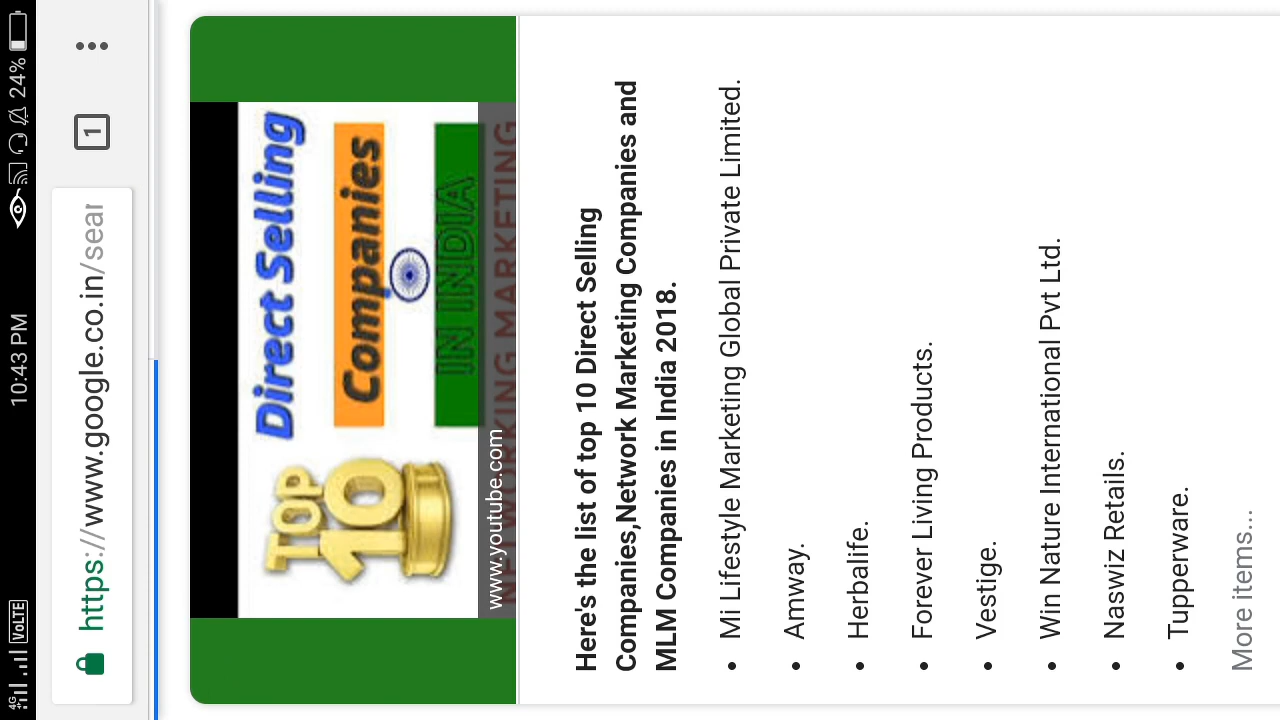 4G+ VoLTE 10:43 PM 24%
https://www.google.co.in/sear
1
TOP
10
Direct Selling
Companies
IN INDIA
NETWORKING MARKETING
www.youtube.com
Here's the list of top 10 Direct Selling
Companies,Network Marketing Companies and
MLM Companies in India 2018.
• Mi Lifestyle Marketing Global Private Limited.
• Amway.
• Herbalife.
• Forever Living Products.
• Vestige.
• Win Nature International Pvt Ltd.
• Naswiz Retails.
• Tupperware.
More items...